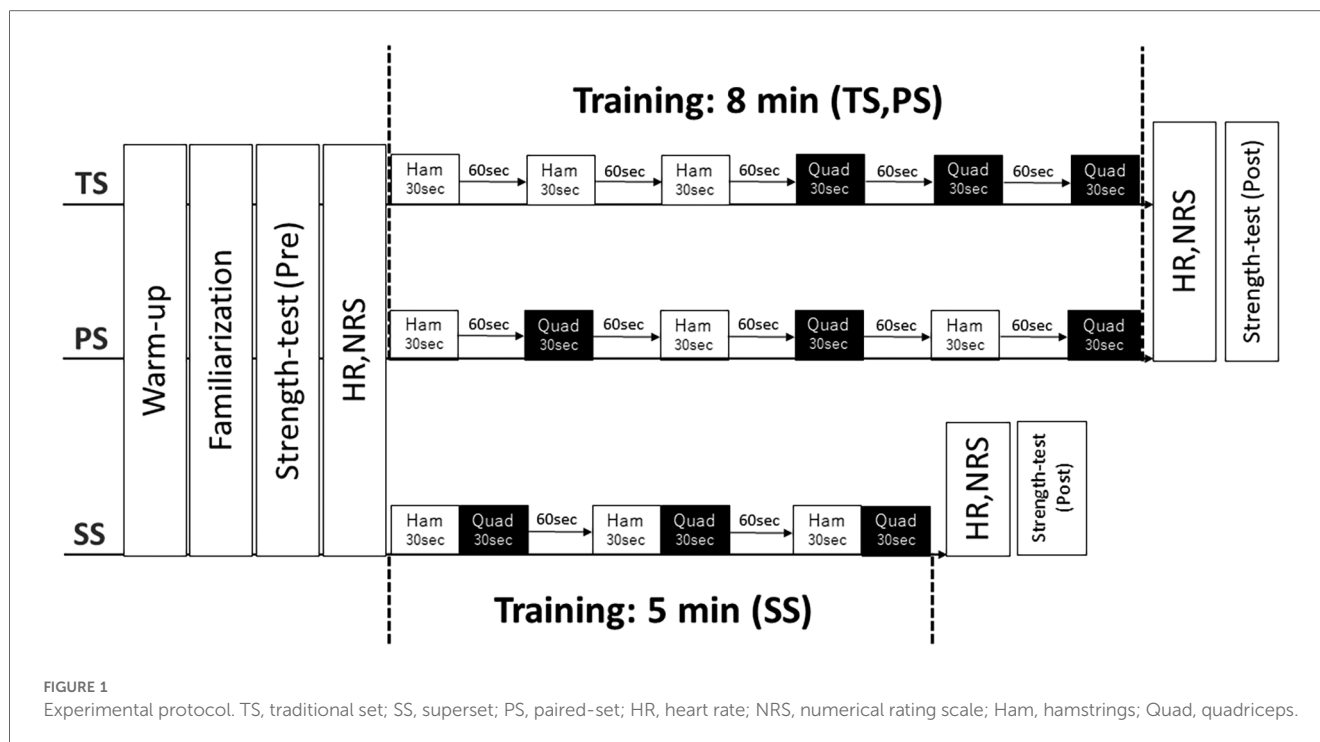 Training: 8 min (TS,PS)
TS
Warm-up
Familiarization
Strength-test (Pre)
HR,NRS
Ham
30sec
60sec
Ham
30sec
60sec
Ham
30sec
60sec
Quad
30sec
60sec
Quad
30sec
60sec
Quad
30sec
HR,NRS
Strength-test (Post)
PS
Ham
30sec
60sec
Quad
30sec
60sec
Ham
30sec
60sec
Quad
30sec
60sec
Ham
30sec
60sec
Quad
30sec
SS
Ham
30sec
Quad
30sec
60sec
Ham
30sec
Quad
30sec
60sec
Ham
30sec
Quad
30sec
HR,NRS
Strength-test
(Post)
Training: 5 min (SS)
FIGURE 1
Experimental protocol. TS, traditional set; SS, superset; PS, paired-set; HR, heart rate; NRS, numerical rating scale; Ham, hamstrings; Quad, quadriceps.